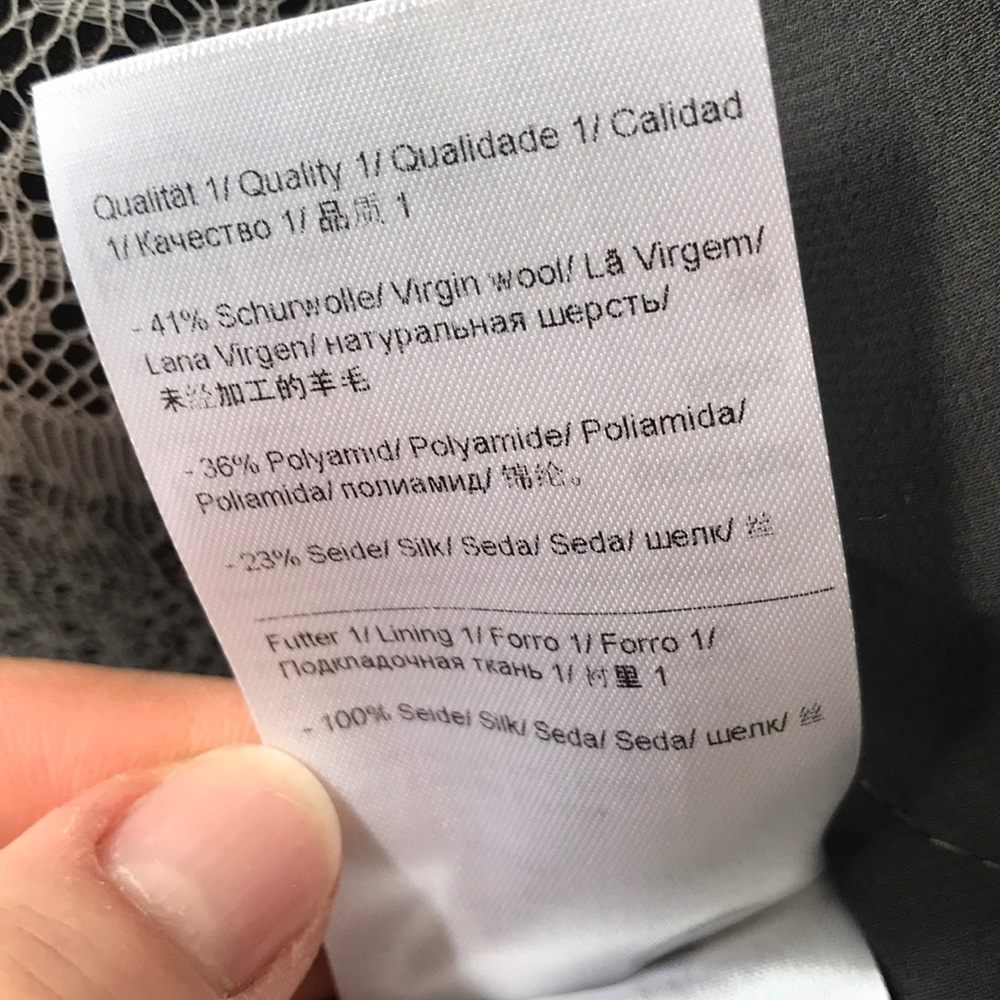 Qualität 1/ Quality 1/ Qualidade 1/ Calidad
1/ Качество 1/ 品质 1
- 41% Schurwolle/ Virgin wool/ Lã Virgem/
Lana Virgen/ натуральная шерсть/
未经加工的羊毛
- 36% Polyamid/ Polyamide/ Poliamida/
Poliamida/ полиамид/ 锦纶。
- 23% Seide/ Silk/ Seda/ Seda/ шелк/ 丝
Futter 1/ Lining 1/ Forro 1/ Forro 1/
Подкладочная ткань 1/ 衬里 1
- 100% Seide/ Silk/ Seda/ Seda/ шелк/ 丝